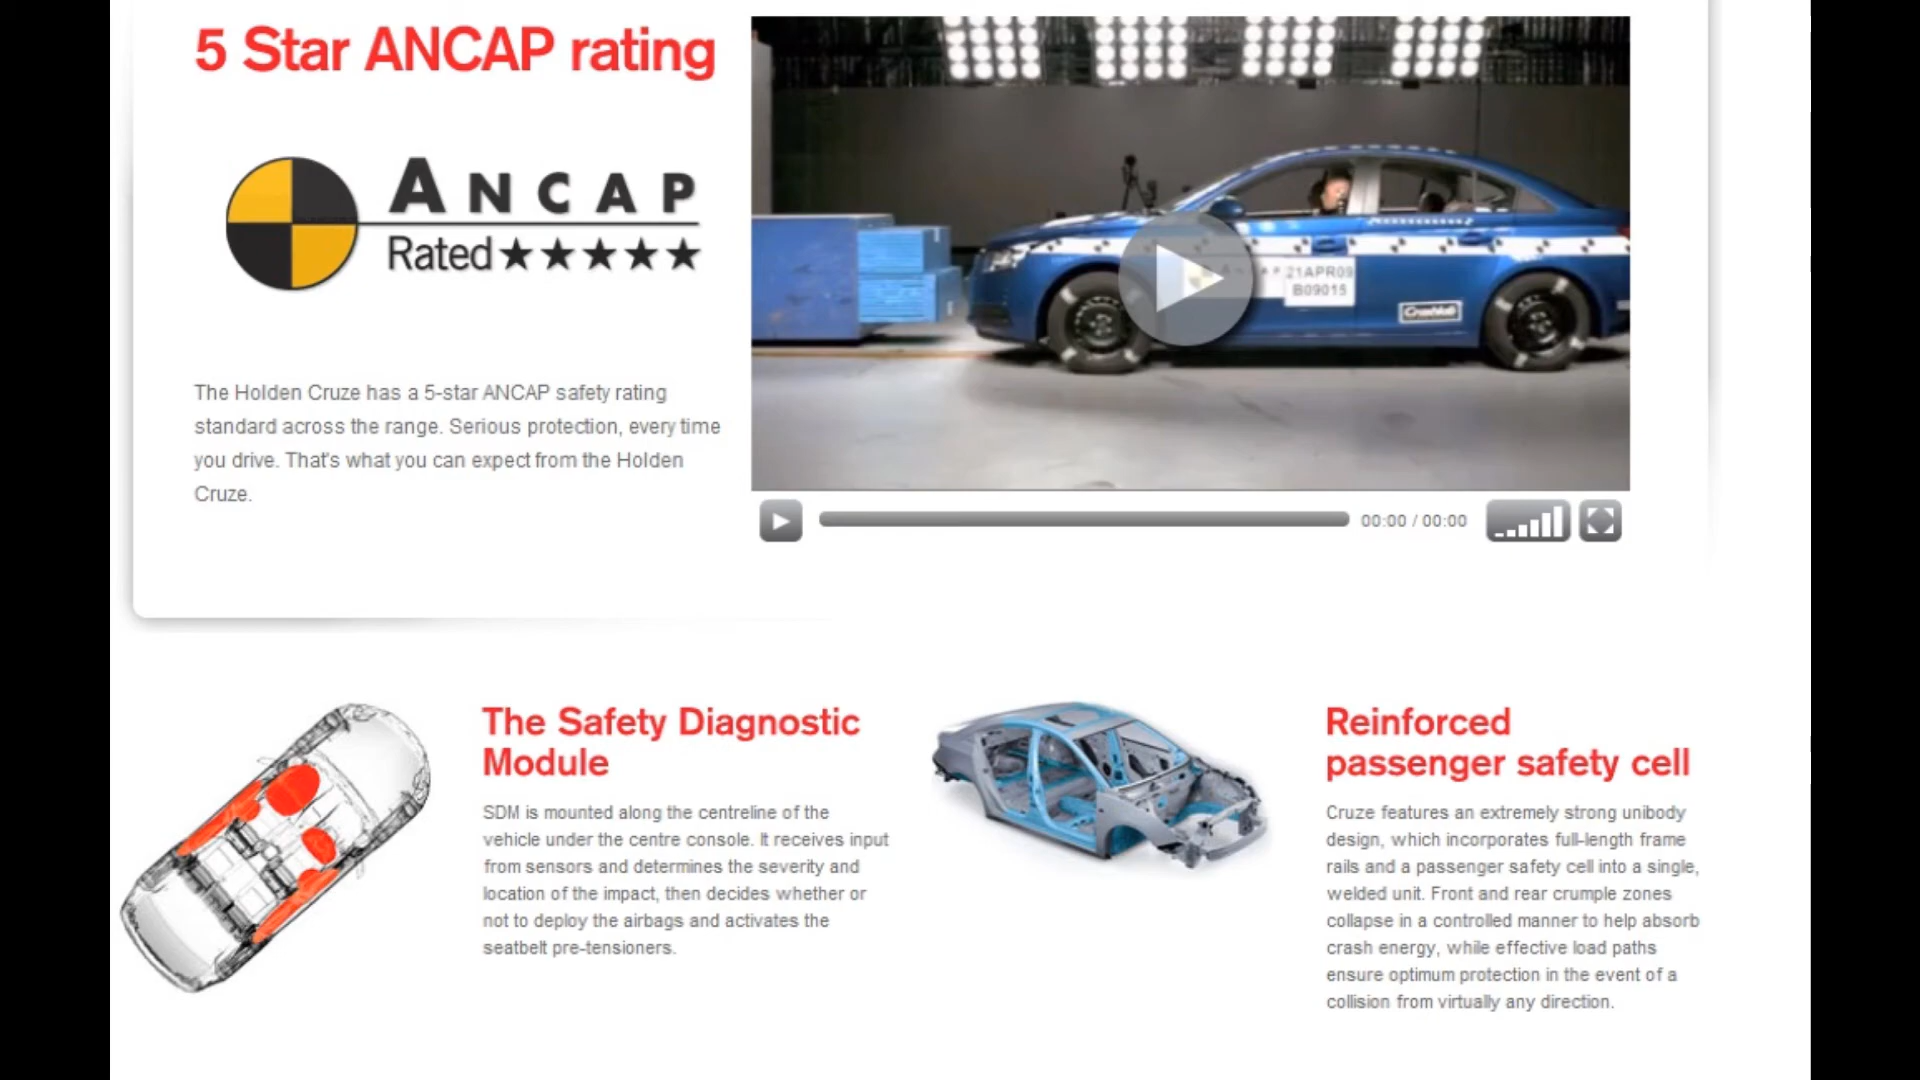 5 Star ANCAP rating
ANCAP
Rated ★★★★★
The Holden Cruze has a 5-star ANCAP safety rating
standard across the range. Serious protection, every time
you drive. That's what you can expect from the Holden
Cruze.
21APR09
B09015
00:00 / 00:00
The Safety Diagnostic
Module
SDM is mounted along the centreline of the
vehicle under the centre console. It receives input
from sensors and determines the severity and
location of the impact, then decides whether or
not to deploy the airbags and activates the
seatbelt pre-tensioners.
Reinforced
passenger safety cell
Cruze features an extremely strong unibody
design, which incorporates full-length frame
rails and a passenger safety cell into a single,
welded unit. Front and rear crumple zones
collapse in a controlled manner to help absorb
crash energy, while effective load paths
ensure optimum protection in the event of a
collision from virtually any direction.